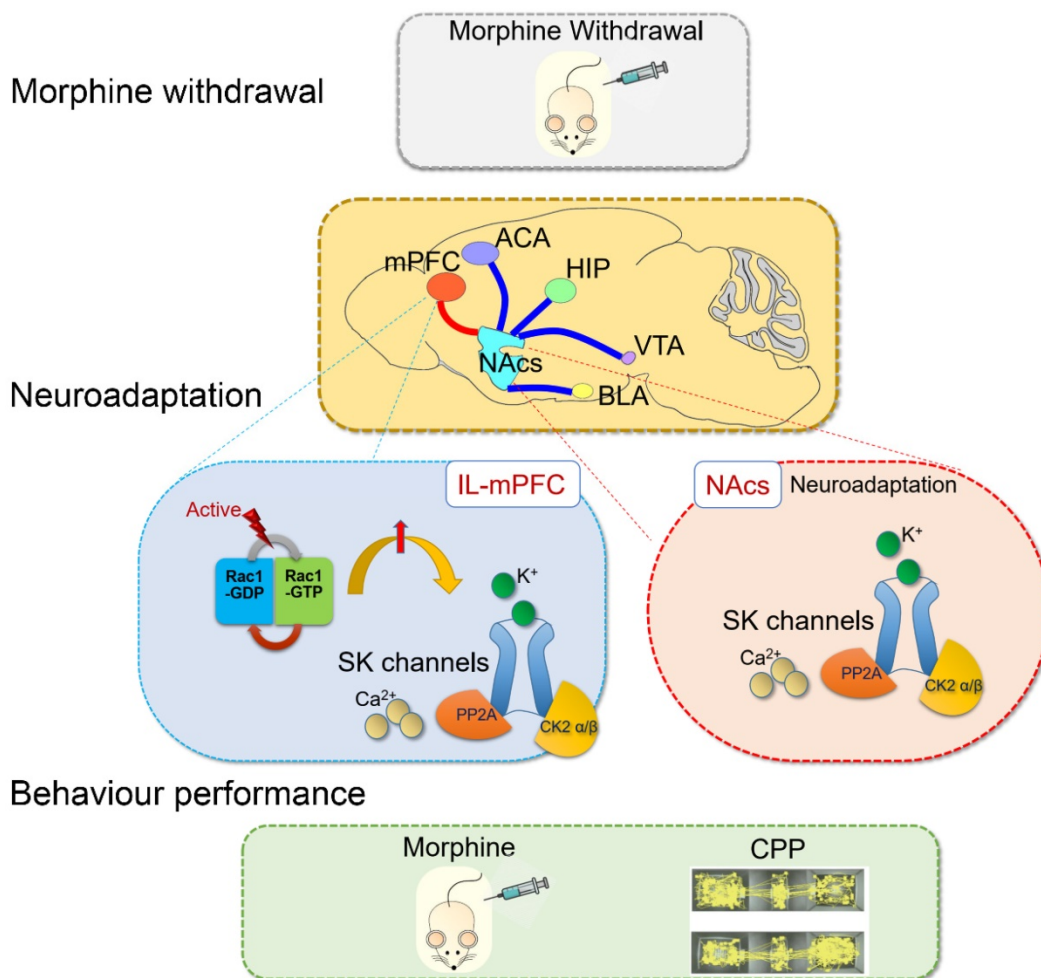 Morphine Withdrawal
Morphine withdrawal
ACA
mPFC
HIP
VTA
NAcs
BLA
Neuroadaptation
IL-mPFC
Active
Rac1
-GDP
Rac1
-GTP
K⁺
SK channels
Ca²⁺
PP2A
CK2 α/β
NAcs
Neuroadaptation
K⁺
SK channels
Ca²⁺
PP2A
CK2 α/β
Behaviour performance
Morphine
CPP